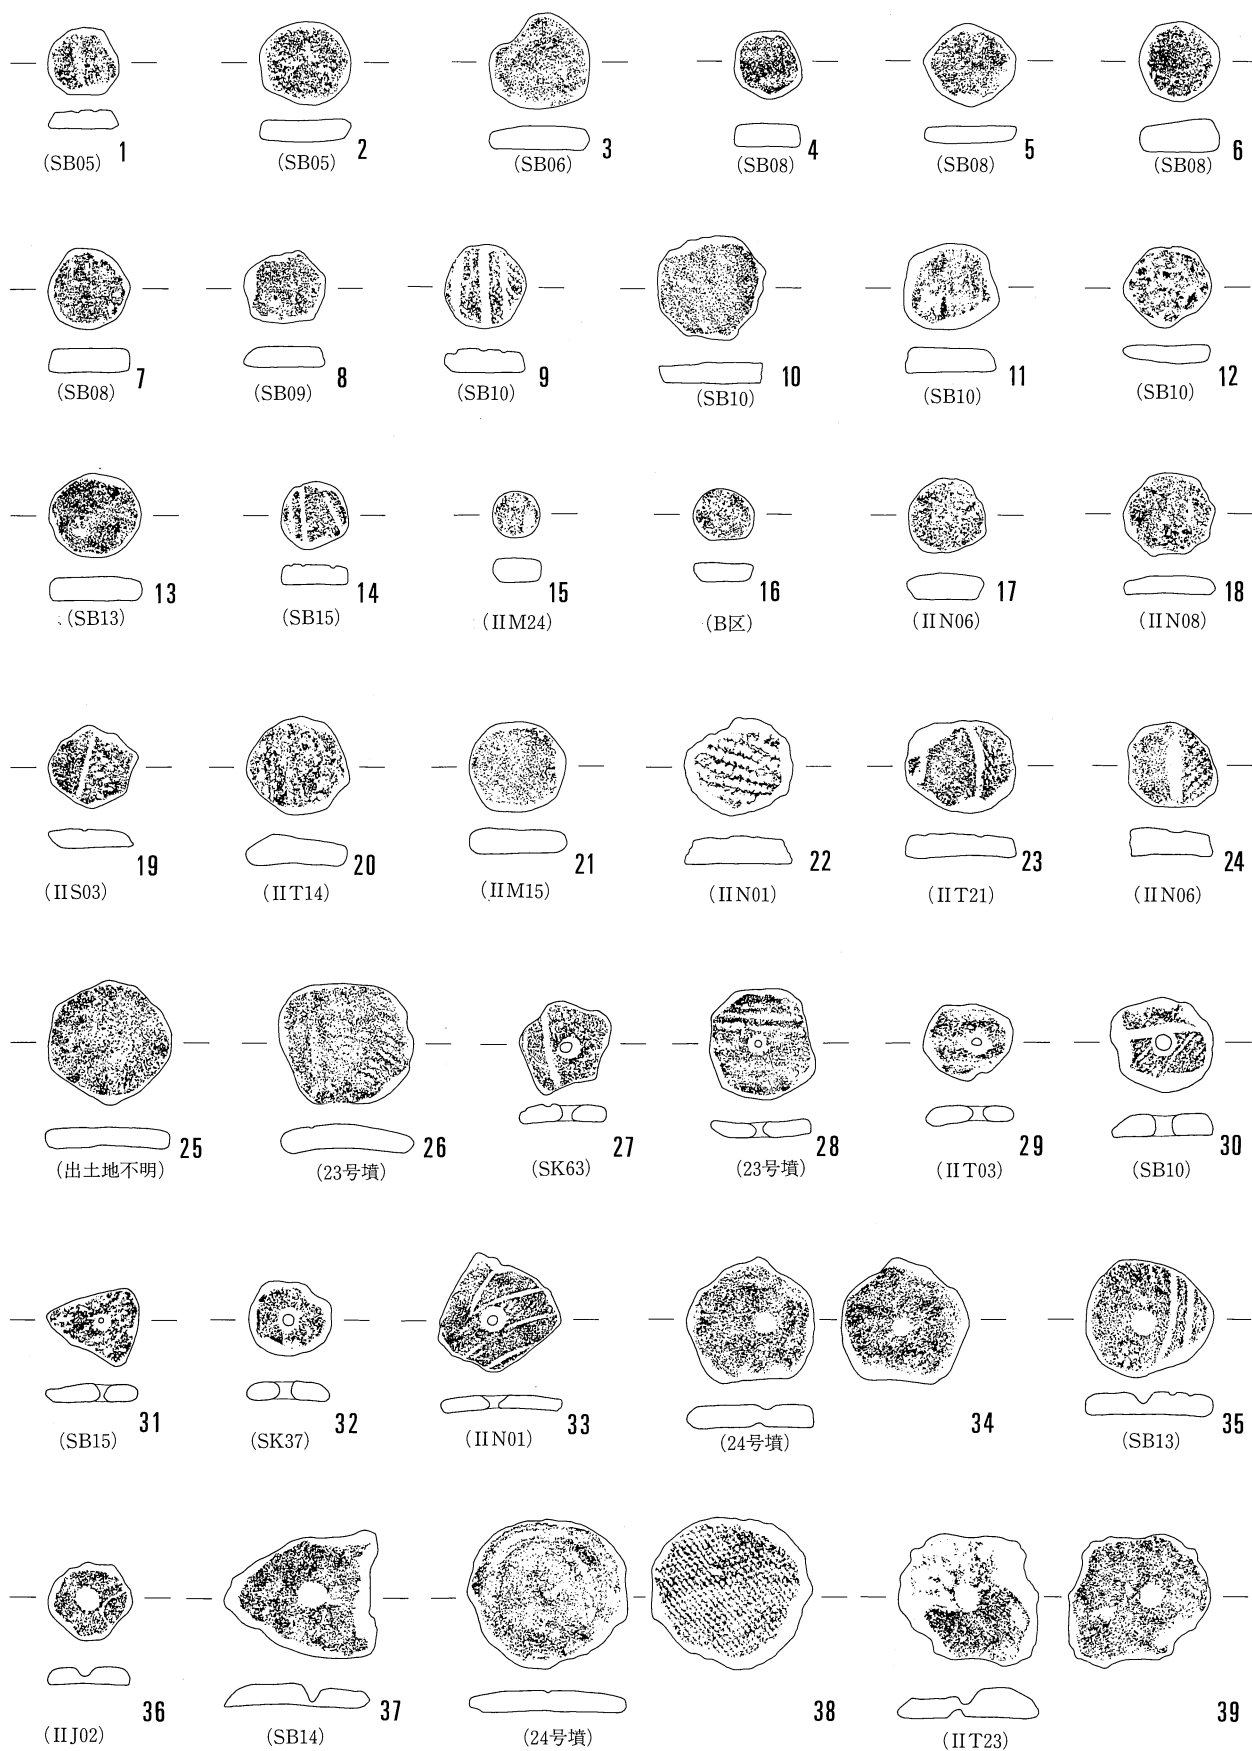 1
(SB05)
2
(SB05)
3
(SB06)
4
(SB08)
5
(SB08)
6
(SB08)
7
(SB08)
8
(SB09)
9
(SB10)
10
(SB10)
11
(SB10)
12
(SB10)
13
(SB13)
14
(SB15)
15
(IIM24)
16
(B区)
17
(IIN06)
18
(IIN08)
19
(IIS03)
20
(IIT14)
21
(IIM15)
22
(IIN01)
23
(IIT21)
24
(IIN06)
25
(出土地不明)
26
(23号墳)
27
(SK63)
28
(23号墳)
29
(IIT03)
30
(SB10)
31
(SB15)
32
(SK37)
33
(IIN01)
34
(24号墳)
35
(SB13)
36
(IIJ02)
37
(SB14)
38
(24号墳)
39
(IIT23)